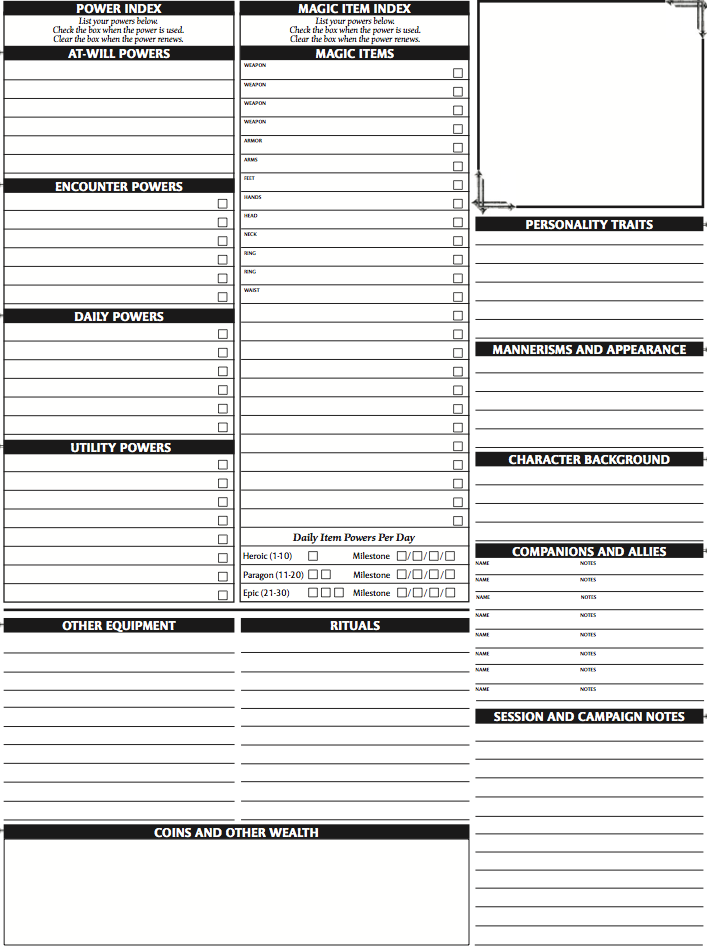 POWER INDEX
List your powers below.
Check the box when the power is used.
Clear the box when the power renews.
AT-WILL POWERS
ENCOUNTER POWERS
DAILY POWERS
UTILITY POWERS
MAGIC ITEM INDEX
List your powers below.
Check the box when the power is used.
Clear the box when the power renews.
MAGIC ITEMS
WEAPON
WEAPON
WEAPON
WEAPON
ARMOR
ARMS
FEET
HANDS
HEAD
NECK
RING
RING
WAIST
Daily Item Powers Per Day
Heroic (1-10) Milestone / / /
Paragon (11-20) Milestone / / /
Epic (21-30) Milestone / / /
PERSONALITY TRAITS
MANNERISMS AND APPEARANCE
CHARACTER BACKGROUND
COMPANIONS AND ALLIES
NAME NOTES
NAME NOTES
NAME NOTES
NAME NOTES
NAME NOTES
NAME NOTES
NAME NOTES
NAME NOTES
OTHER EQUIPMENT
RITUALS
COINS AND OTHER WEALTH
SESSION AND CAMPAIGN NOTES